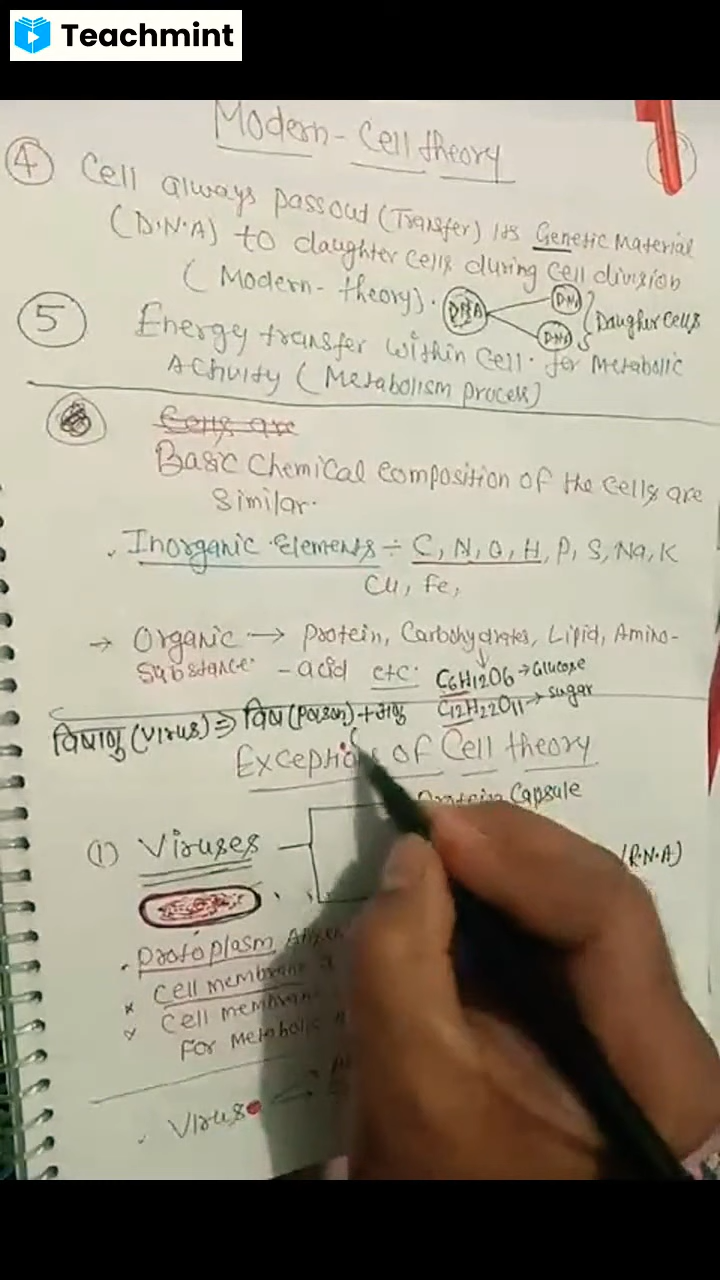 Teachmint
Modern - Cell theory
④ Cell always passout (Transfer) Its Genetic Material
(D.N.A) to daughter cells during cell division
(Modern - theory). DNA DNA DNA Daugher Cells
⑤ Energy transfer within cell. for Metabolic
Activity (Metabolism process)
Cells are
Basic Chemical composition of the cells are
Similar.
Inorganic Elements ÷ C, N, O, H, P, S, Na, K
Cu, Fe,
→ Organic → protein, Carbohydrates, Lipid, Amino-
Substance - acid etc. C6H12O6 → Glucose
C12H22O11 → sugar
विषाणु (virus) ⇒ विष (poison) + अणु
Exceptions of Cell theory
Protein Capsule
(1) Viruses (R.N.A)
Protoplasm
× Cell membrane
× Cell membrane
For Metabolic
Virus